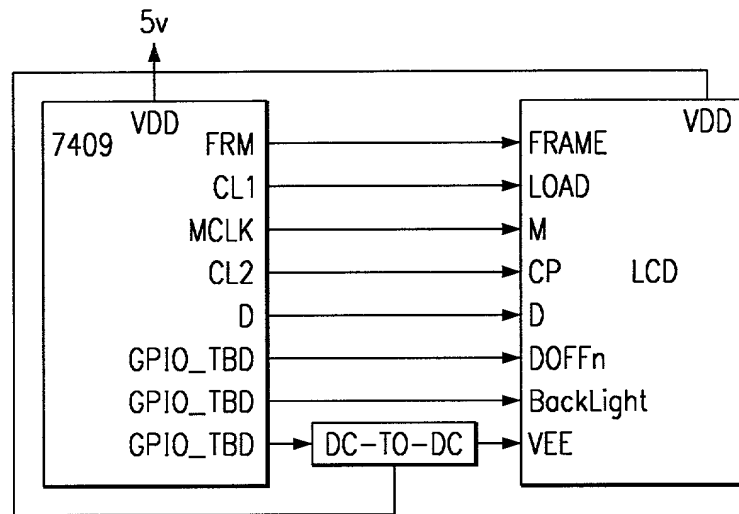 5v
VDD
VDD
7409
FRM
FRAME
CL1
LOAD
MCLK
M
CL2
CP
LCD
D
D
GPIO_TBD
DOFFn
GPIO_TBD
BackLight
GPIO_TBD
DC-TO-DC
VEE